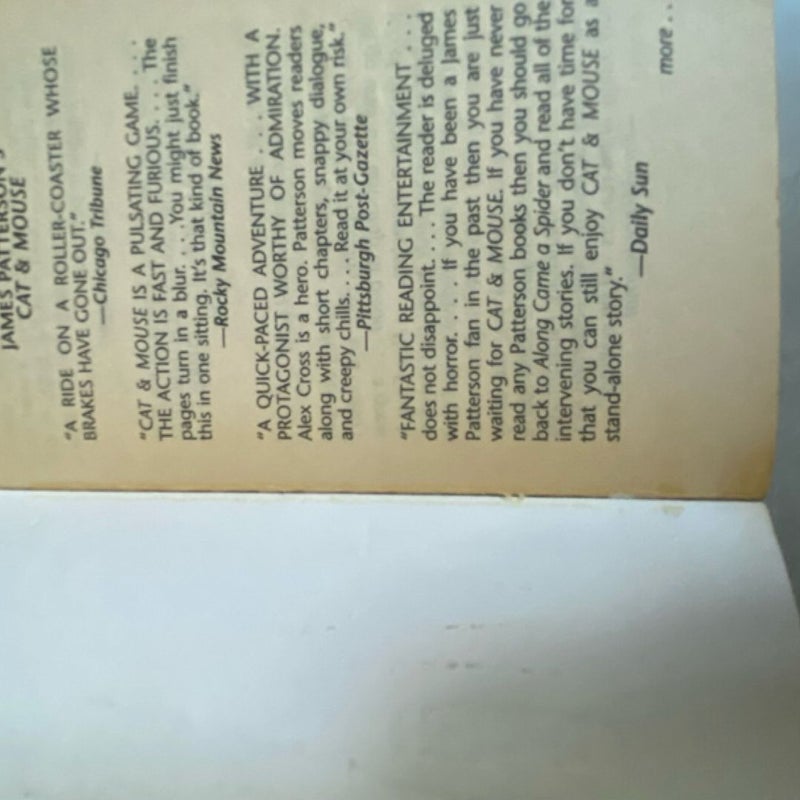 JAMES PATTERSON'S
CAT & MOUSE
"A RIDE ON A ROLLER-COASTER WHOSE
BRAKES HAVE GONE OUT."
—Chicago Tribune
"CAT & MOUSE IS A PULSATING GAME. . . .
THE ACTION IS FAST AND FURIOUS. . . . The
pages turn in a blur. . . .You might just finish
this in one sitting. It's that kind of book."
—Rocky Mountain News
"A QUICK-PACED ADVENTURE . . . WITH A
PROTAGONIST WORTHY OF ADMIRATION.
Alex Cross is a hero. Patterson moves readers
along with short chapters, snappy dialogue,
and creepy chills. . . . Read it at your own risk."
—Pittsburgh Post-Gazette
"FANTASTIC READING ENTERTAINMENT . . .
does not disappoint. . . . The reader is deluged
with horror. . . . If you have been a James
Patterson fan in the past then you are just
waiting for CAT & MOUSE. If you have never
read any Patterson books then you should go
back to Along Came a Spider and read all of the
intervening stories. If you don't have time for
that you can still enjoy CAT & MOUSE as a
stand-alone story."
—Daily Sun
more . .